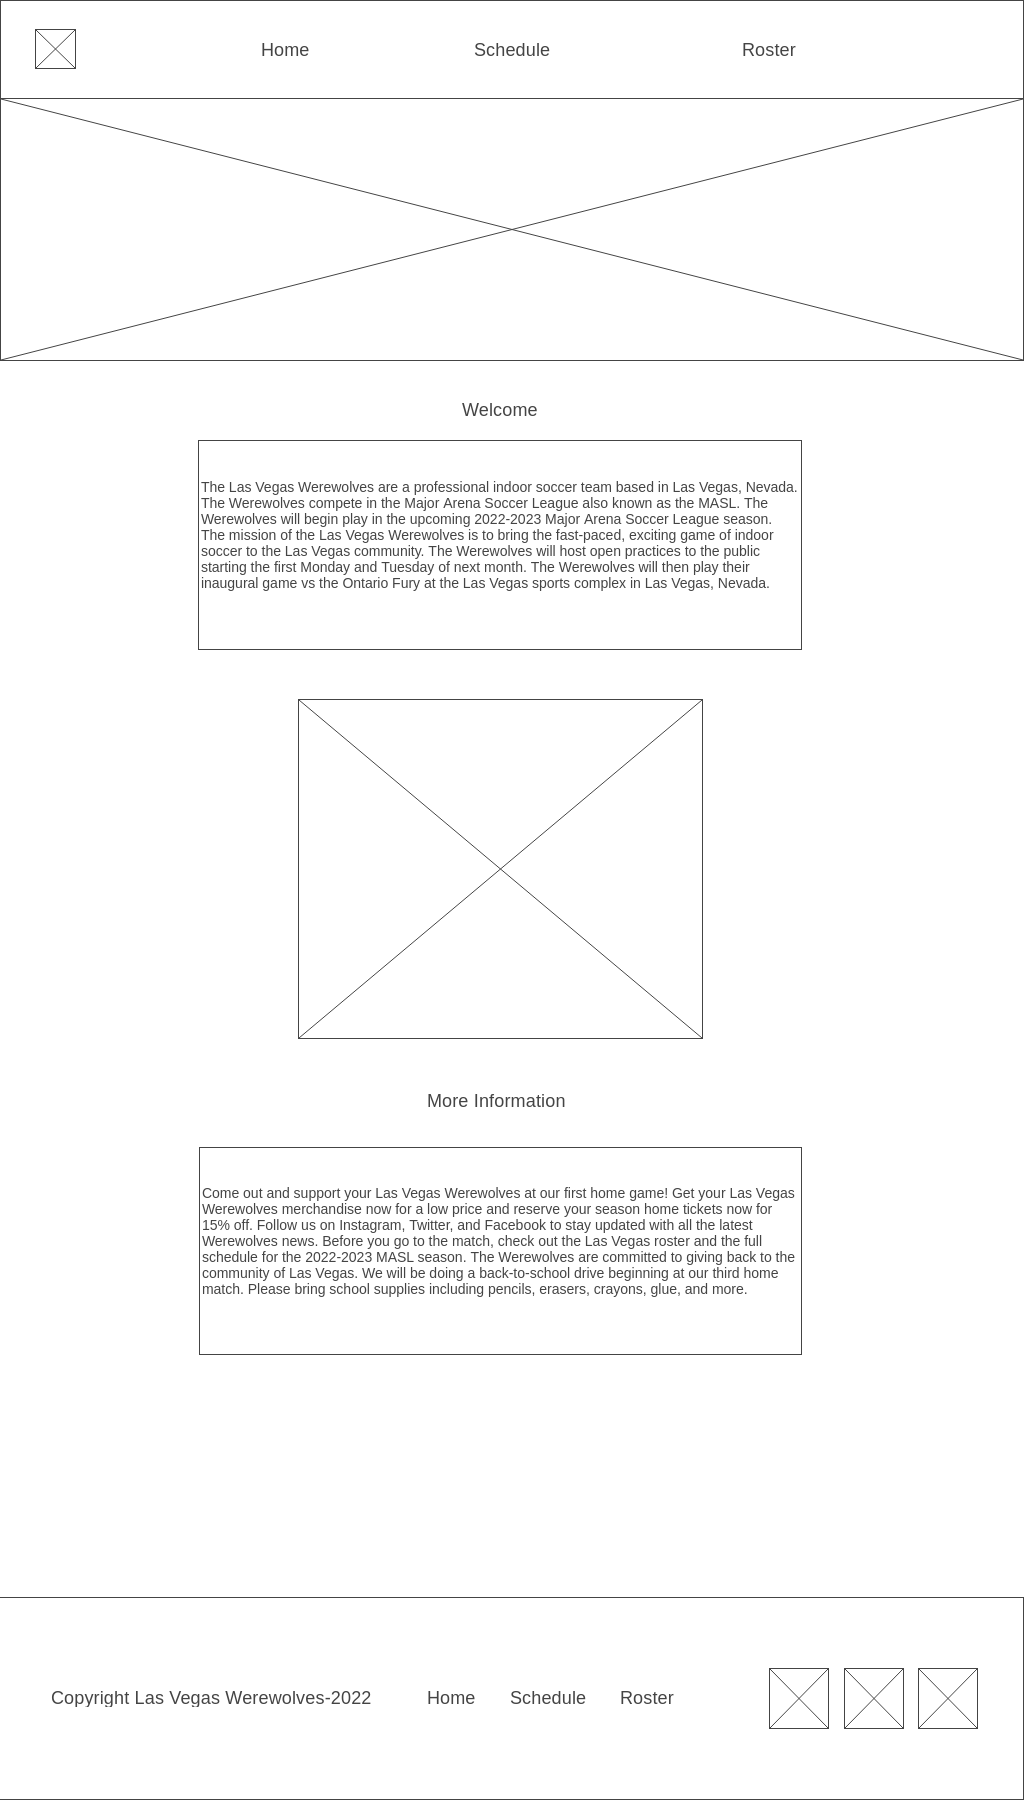 Home Schedule Roster
Welcome
The Las Vegas Werewolves are a professional indoor soccer team based in Las Vegas, Nevada.
The Werewolves compete in the Major Arena Soccer League also known as the MASL. The
Werewolves will begin play in the upcoming 2022-2023 Major Arena Soccer League season.
The mission of the Las Vegas Werewolves is to bring the fast-paced, exciting game of indoor
soccer to the Las Vegas community. The Werewolves will host open practices to the public
starting the first Monday and Tuesday of next month. The Werewolves will then play their
inaugural game vs the Ontario Fury at the Las Vegas sports complex in Las Vegas, Nevada.
More Information
Come out and support your Las Vegas Werewolves at our first home game! Get your Las Vegas
Werewolves merchandise now for a low price and reserve your season home tickets now for
15% off. Follow us on Instagram, Twitter, and Facebook to stay updated with all the latest
Werewolves news. Before you go to the match, check out the Las Vegas roster and the full
schedule for the 2022-2023 MASL season. The Werewolves are committed to giving back to the
community of Las Vegas. We will be doing a back-to-school drive beginning at our third home
match. Please bring school supplies including pencils, erasers, crayons, glue, and more.
Copyright Las Vegas Werewolves-2022 Home Schedule Roster